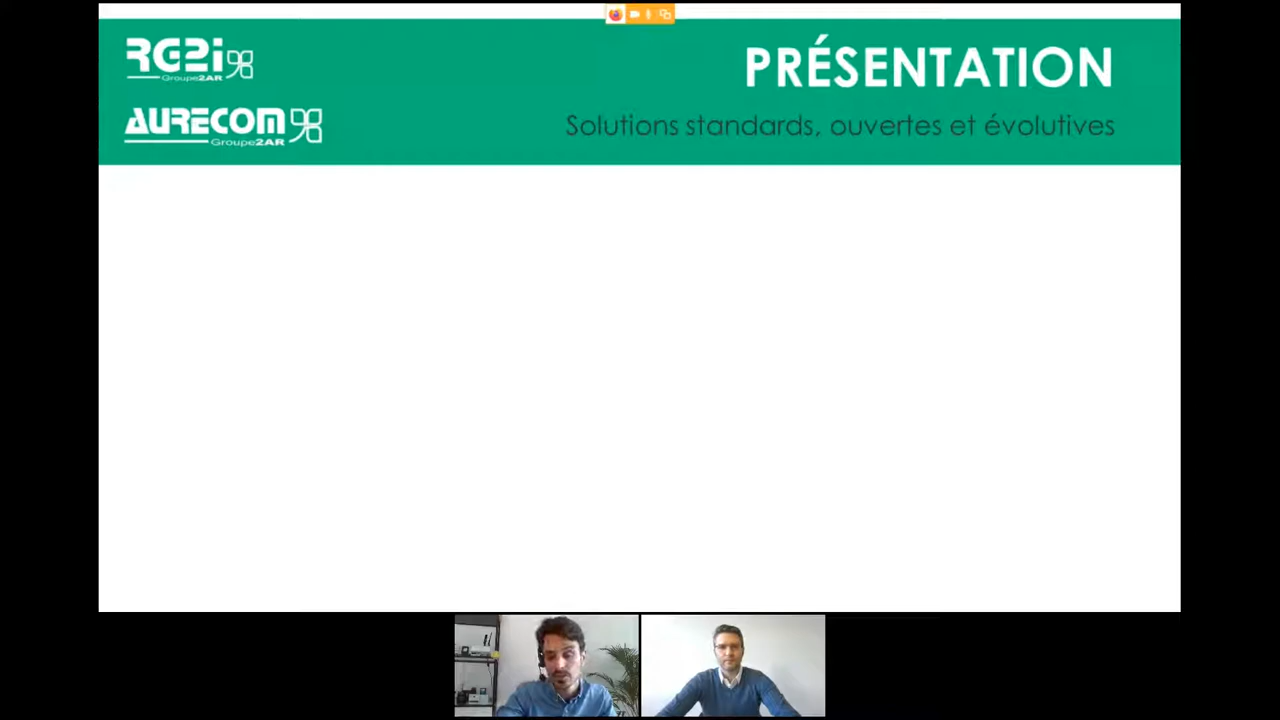 RG2i
Groupe2AR
AURECOM
Groupe2AR
PRÉSENTATION
Solutions standards, ouvertes et évolutives